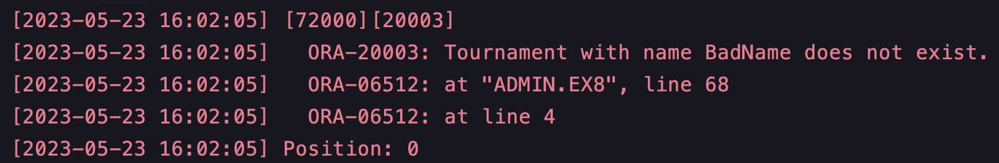 [2023-05-23 16:02:05] [72000][20003]
[2023-05-23 16:02:05]   ORA-20003: Tournament with name BadName does not exist.
[2023-05-23 16:02:05]   ORA-06512: at "ADMIN.EX8", line 68
[2023-05-23 16:02:05]   ORA-06512: at line 4
[2023-05-23 16:02:05] Position: 0